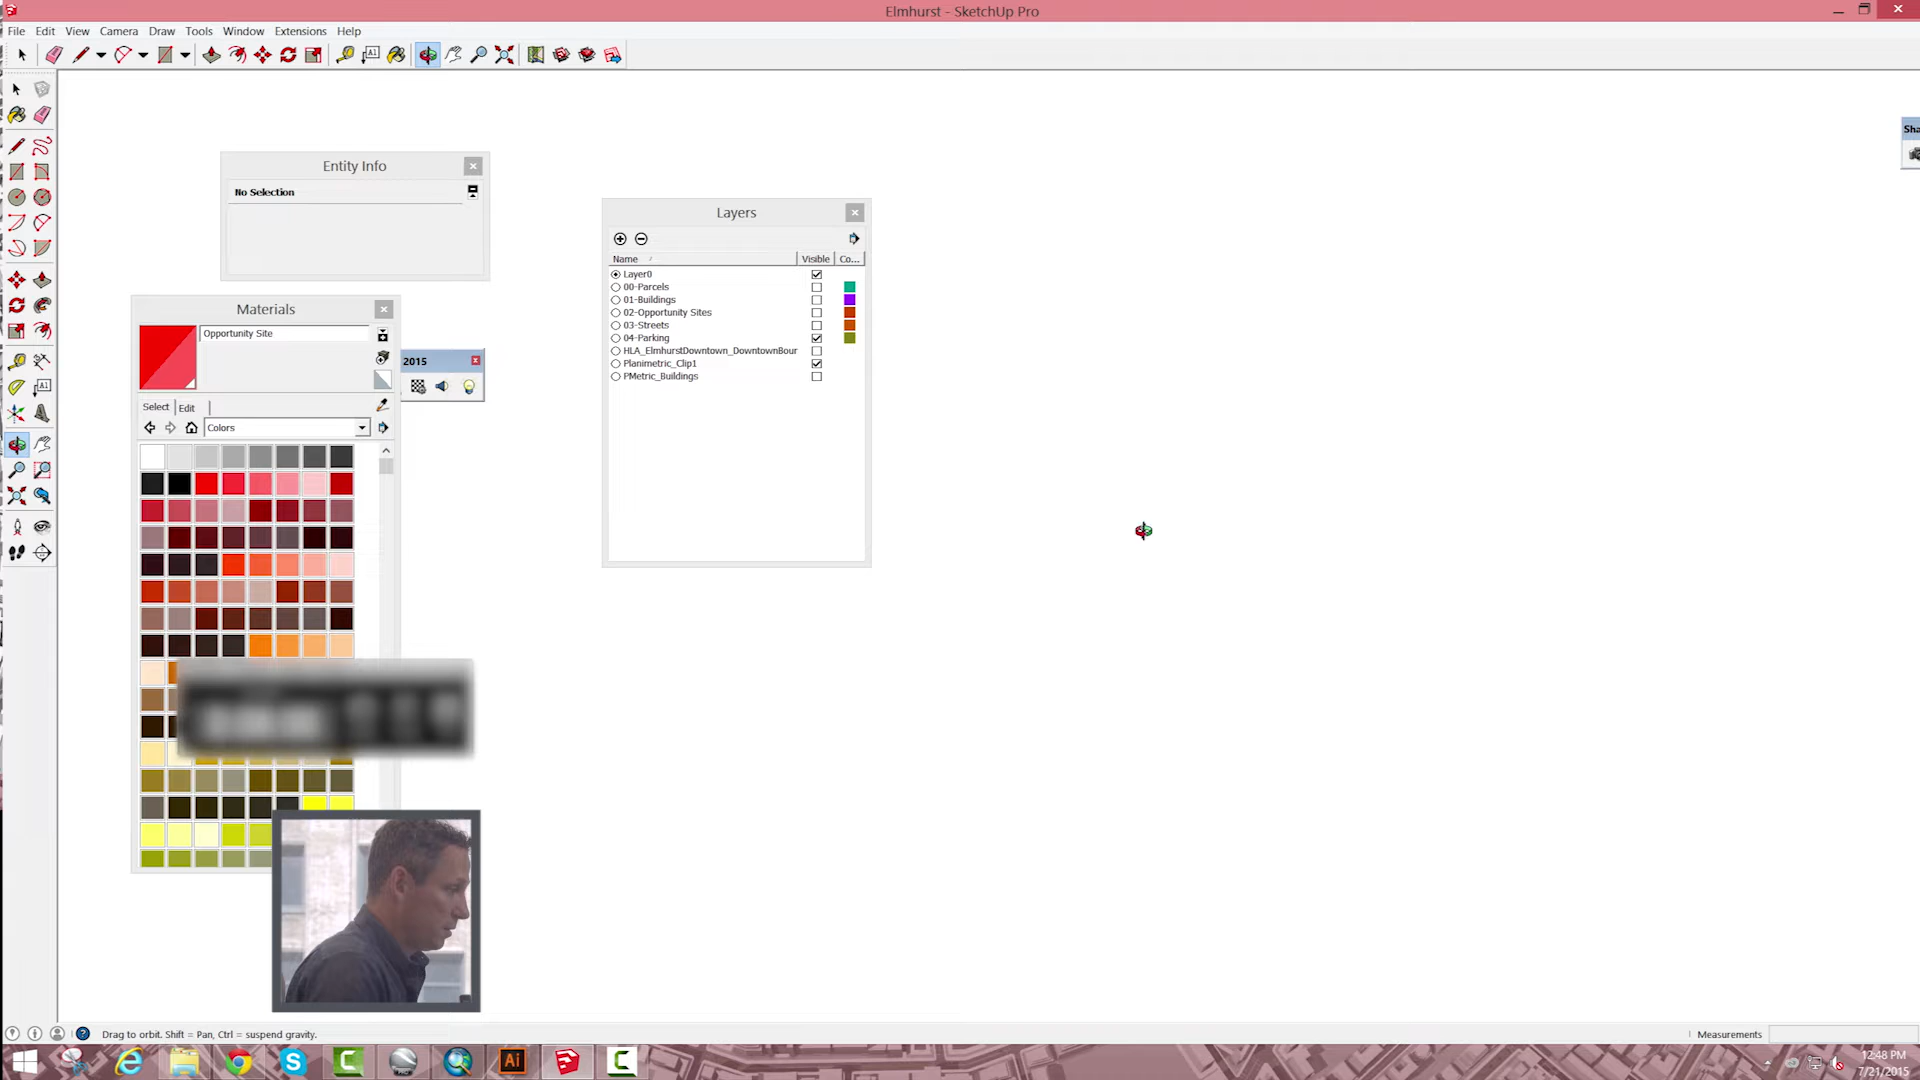 Elmhurst - SketchUp Pro
File Edit View Camera Draw Tools Window Extensions Help
Sha
Entity Info
No Selection
Layers
Name Visible Co...
Layer0
00-Parcels
01-Buildings
02-Opportunity Sites
03-Streets
04-Parking
HLA_ElmhurstDowntown_DowntownBour
Planimetric_Clip1
PMetric_Buildings
Materials
Opportunity Site
2015
Select Edit
Colors
Drag to orbit. Shift = Pan, Ctrl = suspend gravity.
Measurements
Ai
12:48 PM
7/21/2015